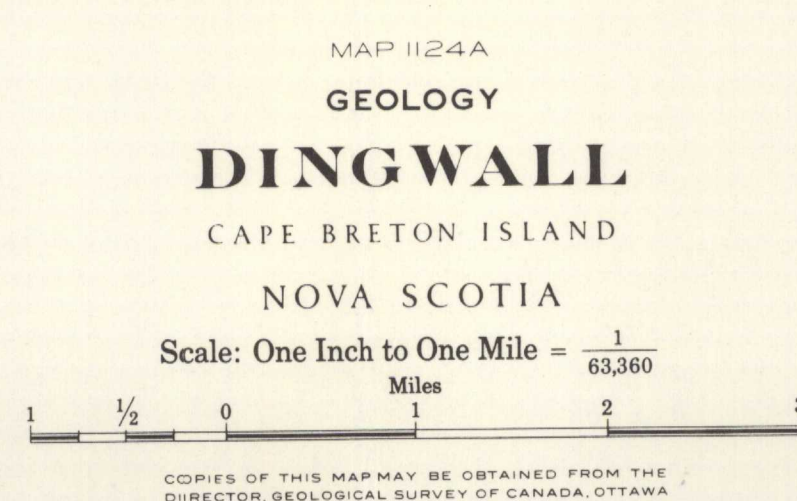 MAP 1124A
GEOLOGY
DINGWALL
CAPE BRETON ISLAND
NOVA SCOTIA
Scale: One Inch to One Mile = 1/63,360
Miles
1 1/2 0 1 2 3
COPIES OF THIS MAP MAY BE OBTAINED FROM THE
DIRECTOR, GEOLOGICAL SURVEY OF CANADA, OTTAWA